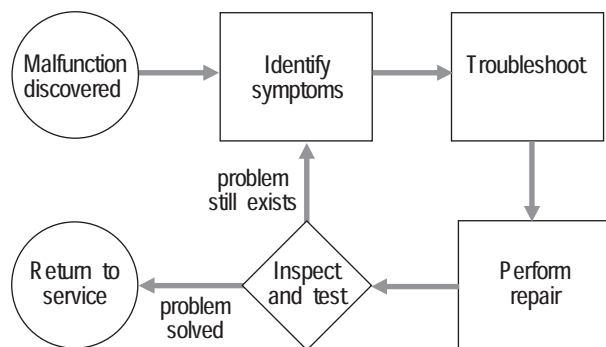 Malfunction
discovered
Identify
symptoms
Troubleshoot
problem
still exists
Return to
service
problem
solved
Inspect
and test
Perform
repair